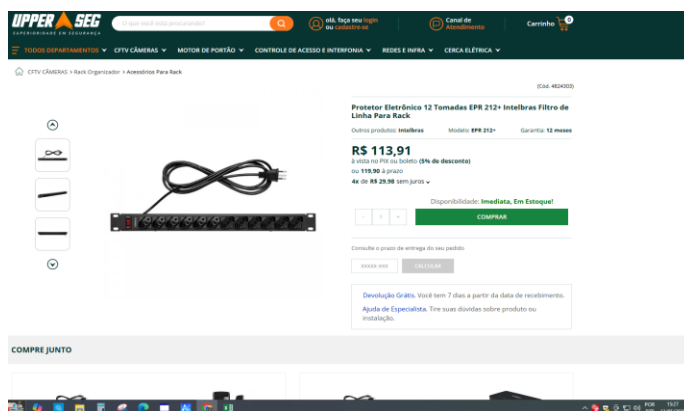 UPPER SEG
SUPERIORIDADE EM SEGURANÇA
O que você está procurando?
olá, faça seu login
ou cadastre-se
Canal de
Atendimento
Carrinho 0
TODOS DEPARTAMENTOS
CFTV CÂMERAS
MOTOR DE PORTÃO
CONTROLE DE ACESSO E INTERFONIA
REDES E INFRA
CERCA ELÉTRICA
CFTV CÂMERAS > Rack Organizador > Acessórios Para Rack
(Cód. 4824303)
Protetor Eletrônico 12 Tomadas EPR 212+ Intelbras Filtro de
Linha Para Rack
Outros produtos: Intelbras
Modelo: EPR 212+
Garantia: 12 meses
R$ 113,91
à vista no PIX ou boleto (5% de desconto)
ou 119,90 à prazo
4x de R$ 29,98 sem juros
Disponibilidade: Imediata, Em Estoque!
- 1 +
COMPRAR
Consulte o prazo de entrega do seu pedido
xxxxx-xxx
CALCULAR
Devolução Grátis. Você tem 7 dias a partir da data de recebimento.
Ajuda de Especialista. Tire suas dúvidas sobre produto ou
instalação.
COMPRE JUNTO
POR
19:27